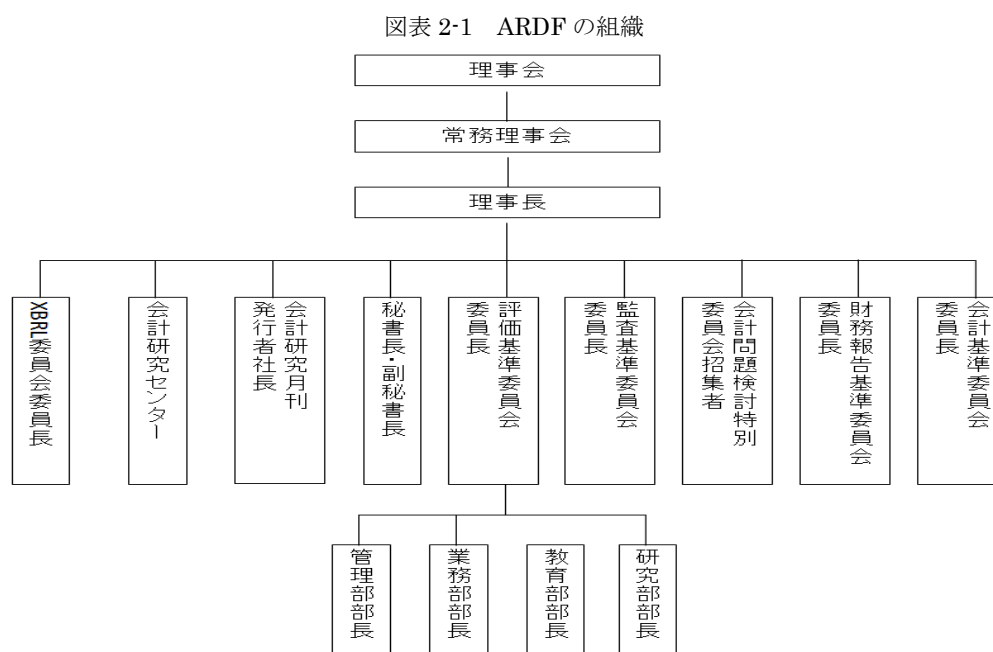 図表 2-1　ARDF の組織
理事会
常務理事会
理事長
XBRL委員会委員長
会計研究センター
会計研究月刊
発行者社長
秘書長・副秘書長
評価基準委員会
委員長
監査基準委員会
委員長
会計問題検討特別
委員会招集者
財務報告基準委員会
委員長
会計基準委員会
委員長
管理部部長
業務部部長
教育部部長
研究部部長